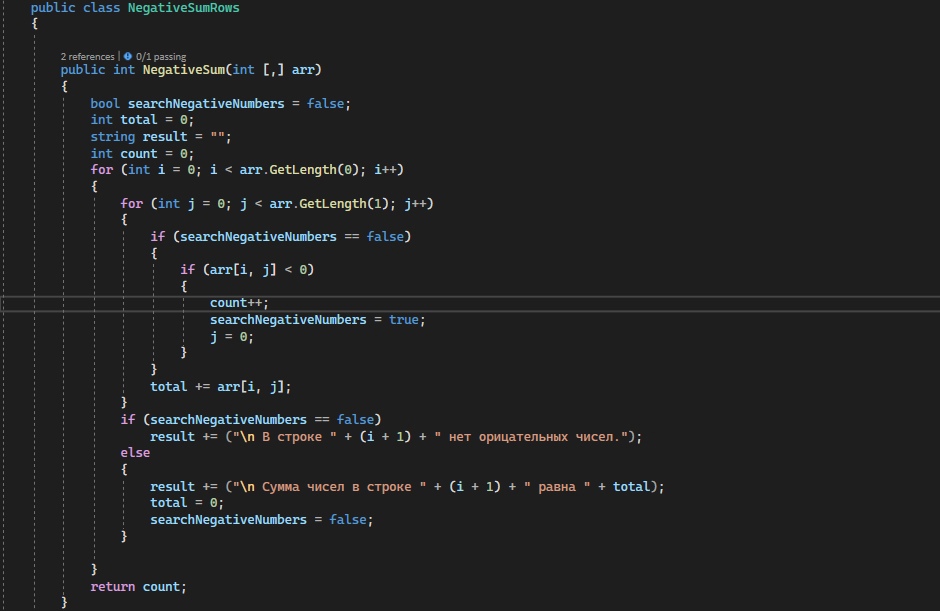 public class NegativeSumRows
{
2 references | 0/1 passing
public int NegativeSum(int [,] arr)
{
bool searchNegativeNumbers = false;
int total = 0;
string result = "";
int count = 0;
for (int i = 0; i < arr.GetLength(0); i++)
{
for (int j = 0; j < arr.GetLength(1); j++)
{
if (searchNegativeNumbers == false)
{
if (arr[i, j] < 0)
{
count++;
searchNegativeNumbers = true;
j = 0;
}
}
total += arr[i, j];
}
if (searchNegativeNumbers == false)
result += ("\n В строке " + (i + 1) + " нет орицательных чисел.");
else
{
result += ("\n Сумма чисел в строке " + (i + 1) + " равна " + total);
total = 0;
searchNegativeNumbers = false;
}
}
return count;
}